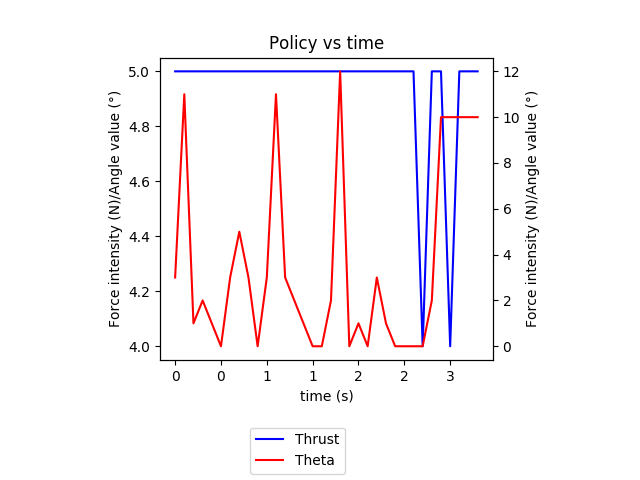 Policy vs time
Force intensity (N)/Angle value (°)
5.0
4.8
4.6
4.4
4.2
4.0
12
10
8
6
4
2
0
Force intensity (N)/Angle value (°)
0 0 1 1 2 2 3
time (s)
Thrust
Theta